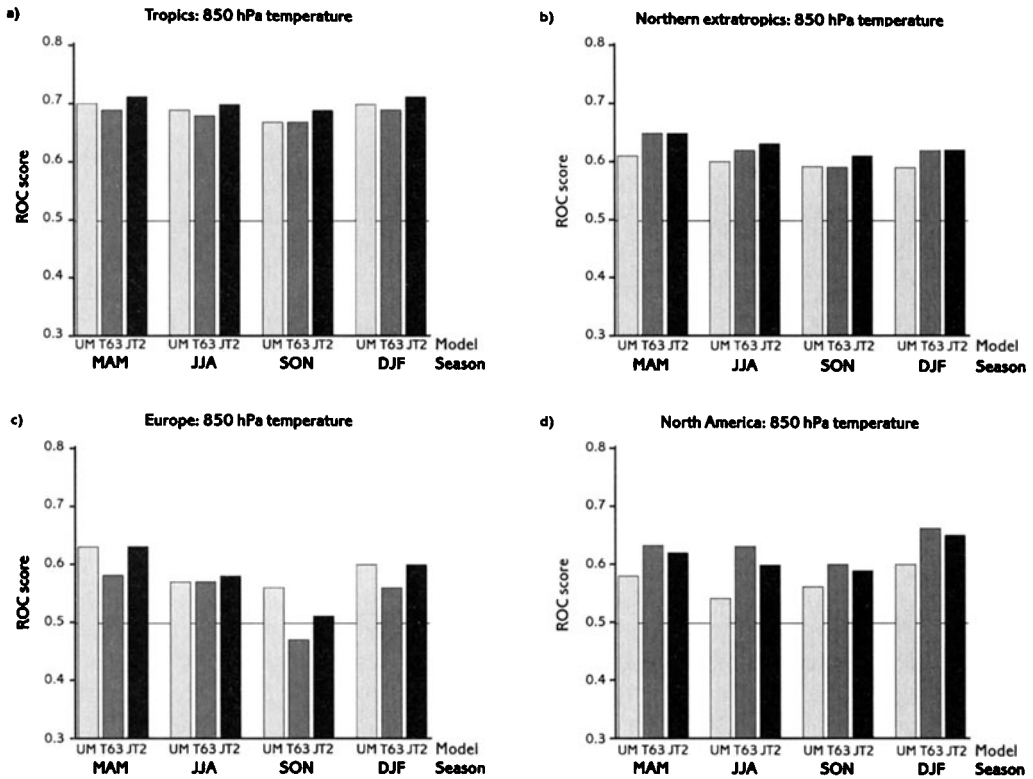 a)
Tropics: 850 hPa temperature
0.8
0.7
0.6
0.5
0.4
0.3
ROC score
UM T63 JT2 UM T63 JT2 UM T63 JT2 UM T63 JT2 Model
MAM JJA SON DJF Season
b)
Northern extratropics: 850 hPa temperature
0.8
0.7
0.6
0.5
0.4
0.3
ROC score
UM T63 JT2 UM T63 JT2 UM T63 JT2 UM T63 JT2 Model
MAM JJA SON DJF Season
c)
Europe: 850 hPa temperature
0.8
0.7
0.6
0.5
0.4
0.3
ROC score
UM T63 JT2 UM T63 JT2 UM T63 JT2 UM T63 JT2 Model
MAM JJA SON DJF Season
d)
North America: 850 hPa temperature
0.8
0.7
0.6
0.5
0.4
0.3
ROC score
UM T63 JT2 UM T63 JT2 UM T63 JT2 UM T63 JT2 Model
MAM JJA SON DJF Season